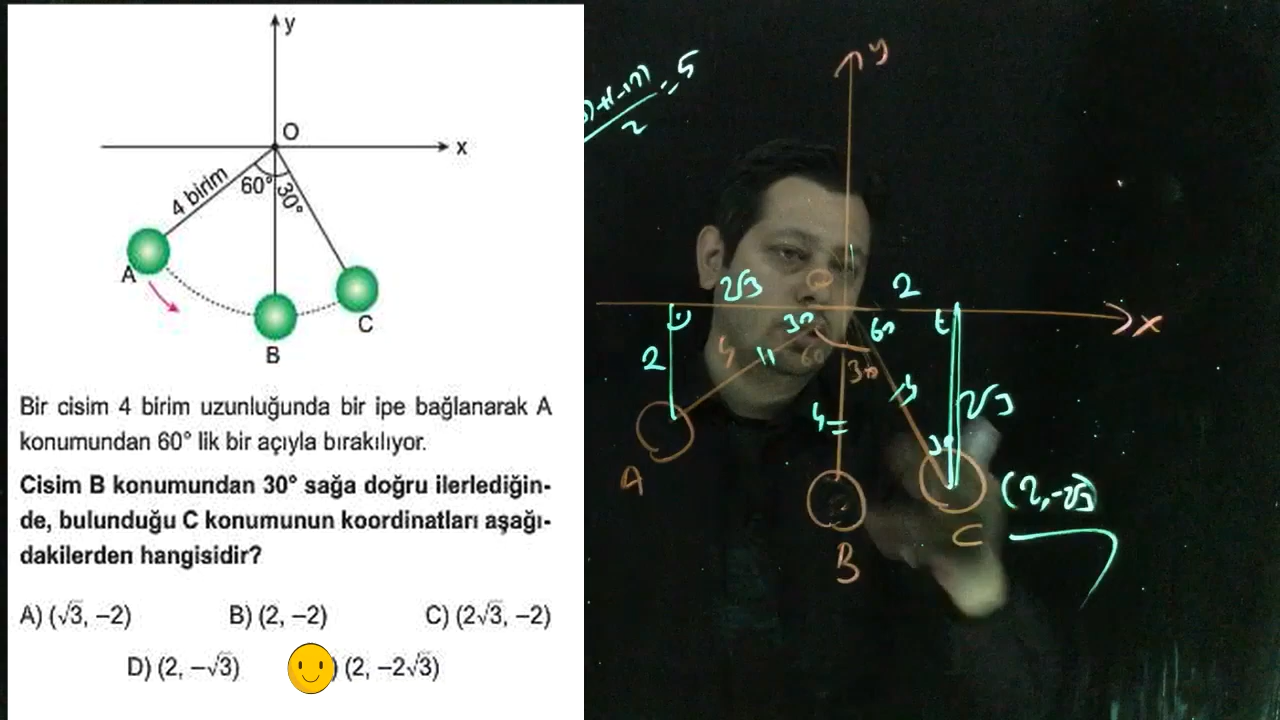 y
O
x
4 birim
60°
30°
A
B
C
Bir cisim 4 birim uzunluğunda bir ipe bağlanarak A
konumundan 60° lik bir açıyla bırakılıyor.
Cisim B konumundan 30° sağa doğru ilerlediğin-
de, bulunduğu C konumunun koordinatları aşağı-
dakilerden hangisidir?
A) (√3, −2) B) (2, −2) C) (2√3, −2)
D) (2, −√3) ) (2, −2√3)
)+(-17)
2
= 5
y
O
2√3
2
x
30
60
2
4
60
30
4
4
2√3
30
A
B
C
(2,-2√3)